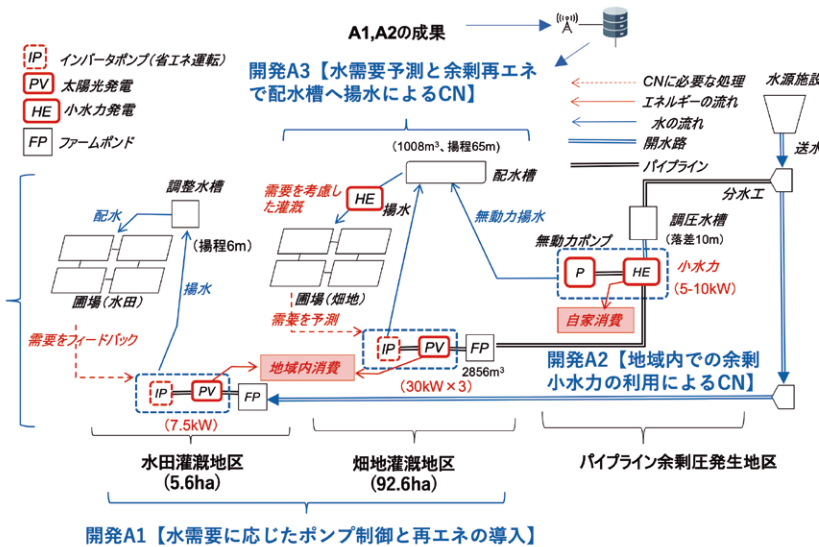 A1,A2の成果
IP インバータポンプ(省エネ運転)
PV 太陽光発電
HE 小水力発電
FP ファームポンド
開発A3【水需要予測と余剰再エネ
で配水槽へ揚水によるCN】
CNに必要な処理
エネルギーの流れ
水の流れ
開水路
パイプライン
水源施設
送水
分水工
(1008m³、揚程65m)
配水槽
調整水槽
配水
(揚程6m)
圃場(水田)
揚水
需要をフィードバック
IP
PV
FP
(7.5kW)
需要を考慮し
た灌漑
HE
揚水
圃場(畑地)
需要を予測
地域内消費
IP
PV
FP
2856m³
(30kW×3)
無動力揚水
無動力ポンプ
調圧水槽
(落差10m)
P
HE
小水力
(5-10kW)
自家消費
開発A2【地域内での余剰
小水力の利用によるCN】
水田灌漑地区
(5.6ha)
畑地灌漑地区
(92.6ha)
パイプライン余剰圧発生地区
開発A1【水需要に応じたポンプ制御と再エネの導入】